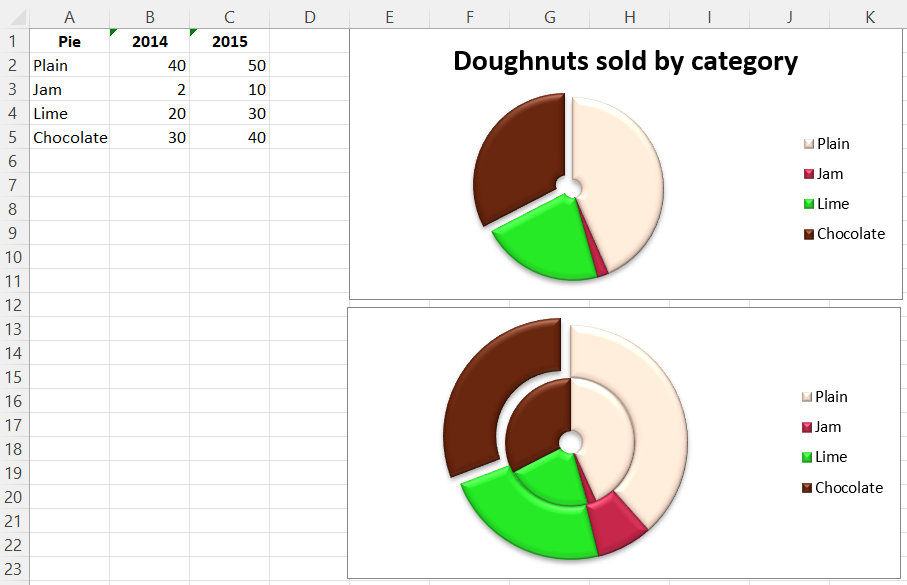 A B C D E F G H I J K
1 Pie 2014 2015
2 Plain 40 50
3 Jam 2 10
4 Lime 20 30
5 Chocolate 30 40
6
7
8
9
10
11
12
13
14
15
16
17
18
19
20
21
22
23
Doughnuts sold by category
Plain
Jam
Lime
Chocolate
Plain
Jam
Lime
Chocolate